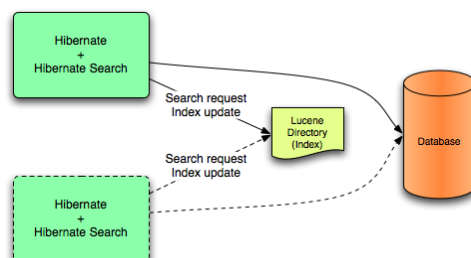 Hibernate
+
Hibernate Search
Search request
Index update
Lucene
Directory
(Index)
Database
Search request
Index update
Hibernate
+
Hibernate Search